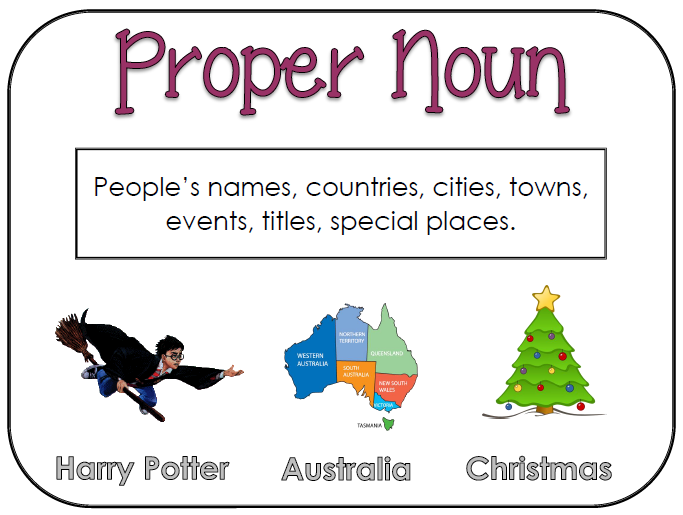 Proper Noun
People's names, countries, cities, towns,
events, titles, special places.
NORTHERN
TERRITORY
WESTERN
AUSTRALIA
QUEENSLAND
SOUTH
AUSTRALIA
NEW SOUTH
WALES
VICTORIA
TASMANIA
Harry Potter
Australia
Christmas